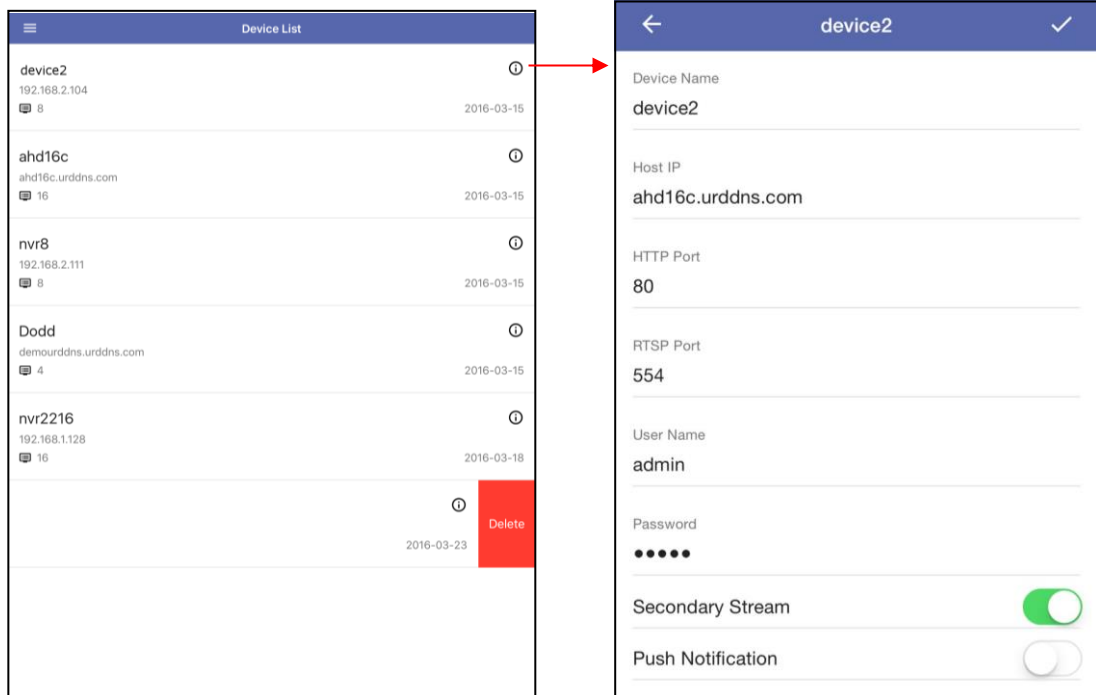 Device List
device2
192.168.2.104
8 2016-03-15
ahd16c
ahd16c.urddns.com
16 2016-03-15
nvr8
192.168.2.111
8 2016-03-15
Dodd
demourddns.urddns.com
4 2016-03-15
nvr2216
192.168.1.128
16 2016-03-18
Delete
2016-03-23
device2
Device Name
device2
Host IP
ahd16c.urddns.com
HTTP Port
80
RTSP Port
554
User Name
admin
Password
●●●●●
Secondary Stream
Push Notification